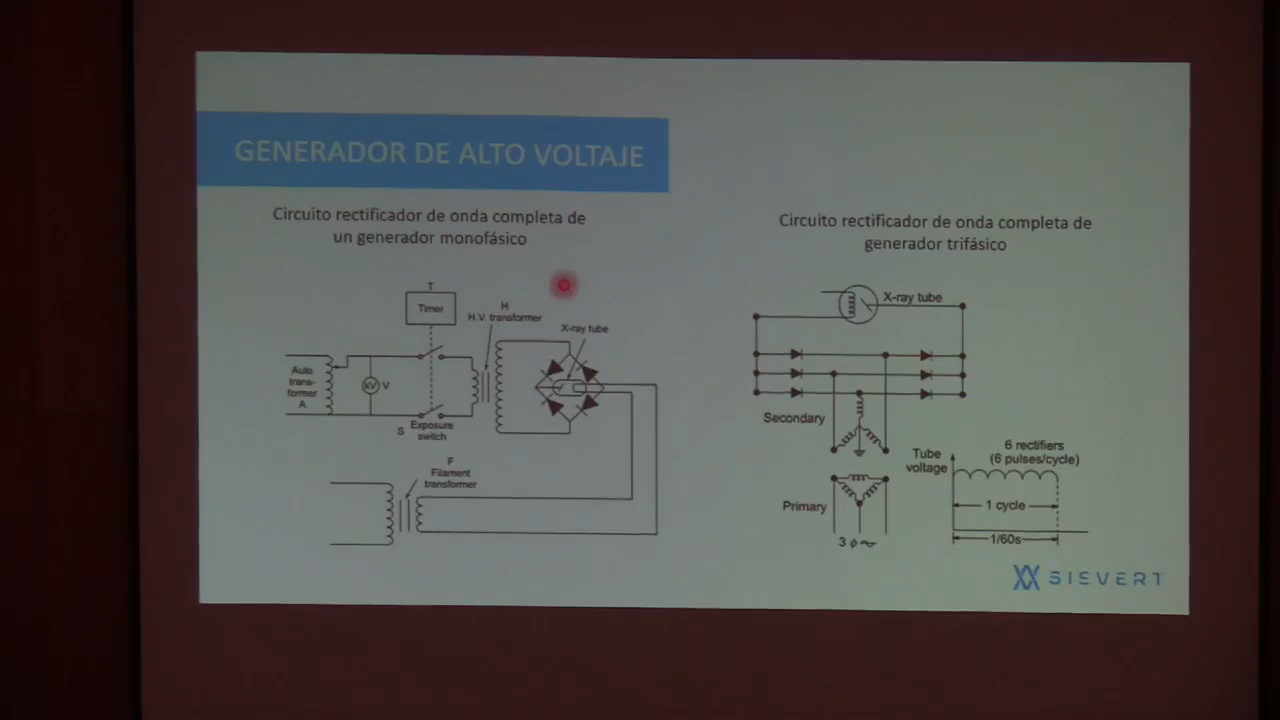 GENERADOR DE ALTO VOLTAJE
Circuito rectificador de onda completa de
un generador monofásico
T
Timer
H
H.V. transformer
X-ray tube
Auto
trans-
former
A
kV V
S
Exposure
switch
F
Filament
transformer
Circuito rectificador de onda completa de
generador trifásico
X-ray tube
Secondary
Primary
3 ϕ ~
Tube
voltage
6 rectifiers
(6 pulses/cycle)
1 cycle
1/60s
SIEVERT